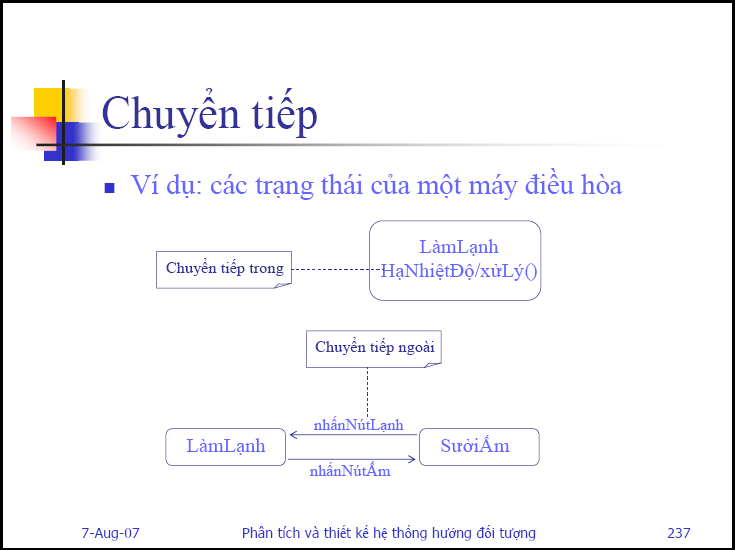 Chuyển tiếp
Ví dụ: các trạng thái của một máy điều hòa
LàmLạnh
HạNhiệtĐộ/xửLý()
Chuyển tiếp trong
Chuyển tiếp ngoài
nhấnNútLạnh
LàmLạnh
SưởiẤm
nhấnNútẤm
7-Aug-07
Phân tích và thiết kế hệ thống hướng đối tượng
237